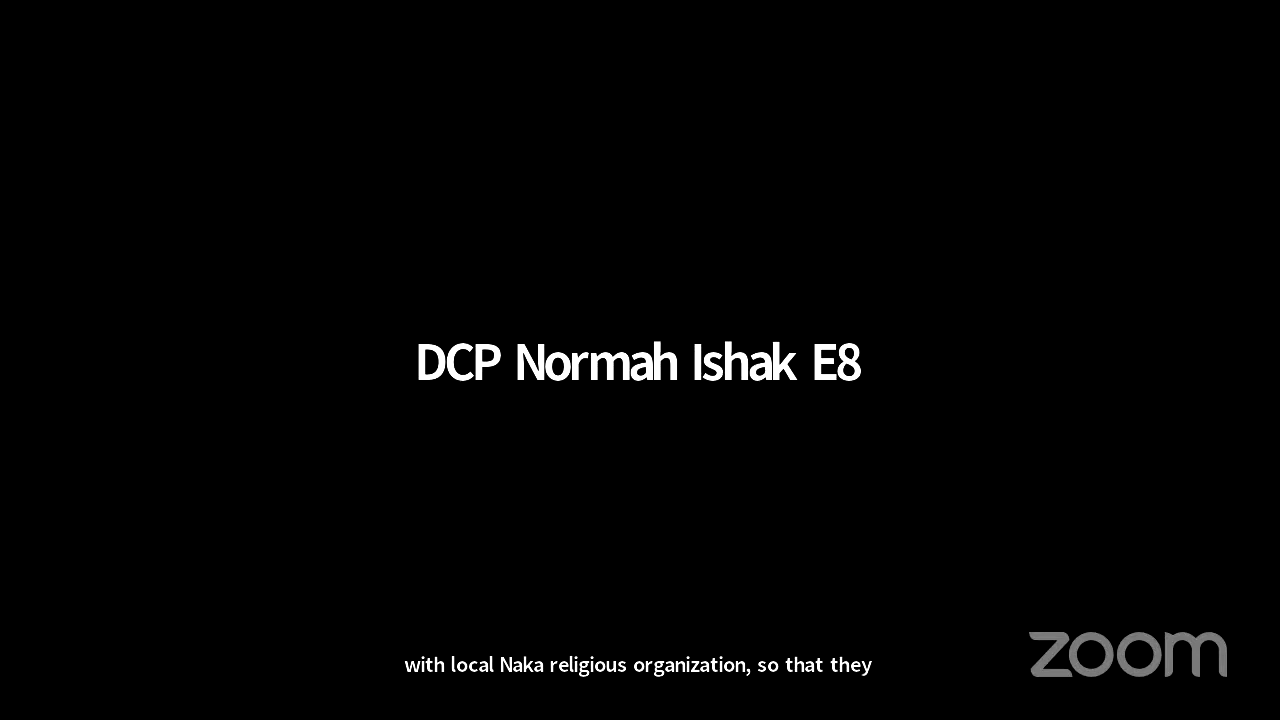 DCP Normah Ishak E8
with local Naka religious organization, so that they
zoom